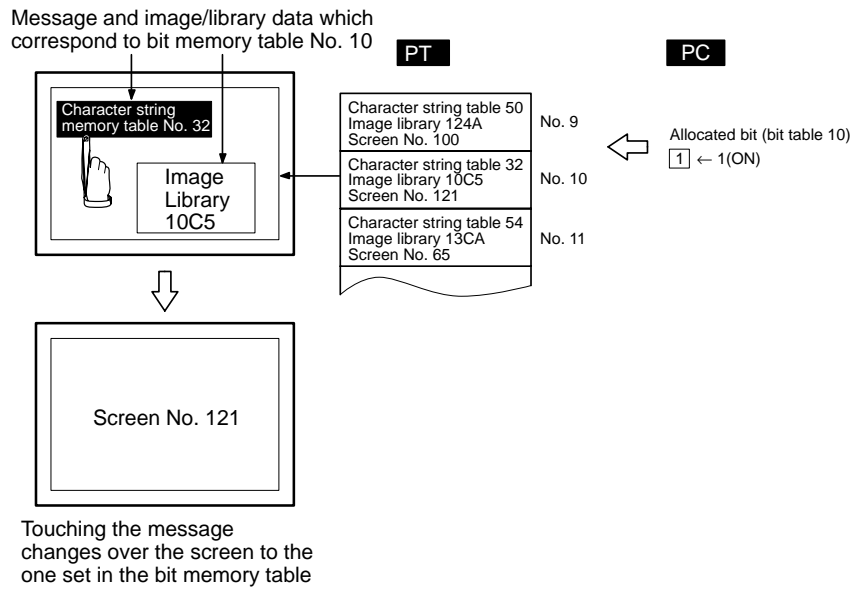 Message and image/library data which
correspond to bit memory table No. 10
PT
PC
Character string
memory table No. 32
Image
Library
10C5
Character string table 50
Image library 124A
Screen No. 100
No. 9
Character string table 32
Image library 10C5
Screen No. 121
No. 10
Character string table 54
Image library 13CA
Screen No. 65
No. 11
Allocated bit (bit table 10)
1 ← 1(ON)
Screen No. 121
Touching the message
changes over the screen to the
one set in the bit memory table